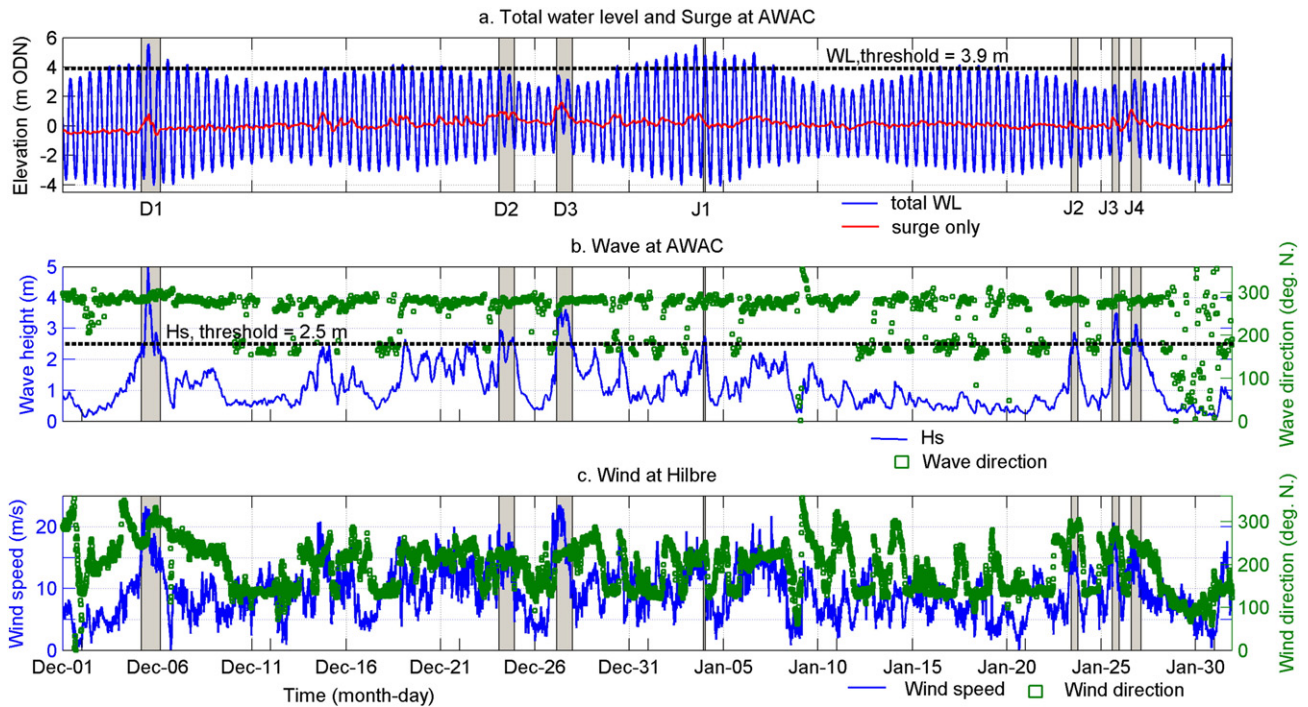 a. Total water level and Surge at AWAC
Elevation (m ODN)
6
4
2
0
-2
-4
WL,threshold = 3.9 m
D1
D2
D3
J1
J2
J3
J4
total WL
surge only
b. Wave at AWAC
Wave height (m)
5
4
3
2
1
0
Hs, threshold = 2.5 m
300
200
100
0
Wave direction (deg. N.)
Hs
Wave direction
c. Wind at Hilbre
Wind speed (m/s)
20
10
0
300
200
100
0
Wind direction (deg. N.)
Dec-01
Dec-06
Dec-11
Dec-16
Dec-21
Dec-26
Dec-31
Jan-05
Jan-10
Jan-15
Jan-20
Jan-25
Jan-30
Time (month-day)
Wind speed
Wind direction